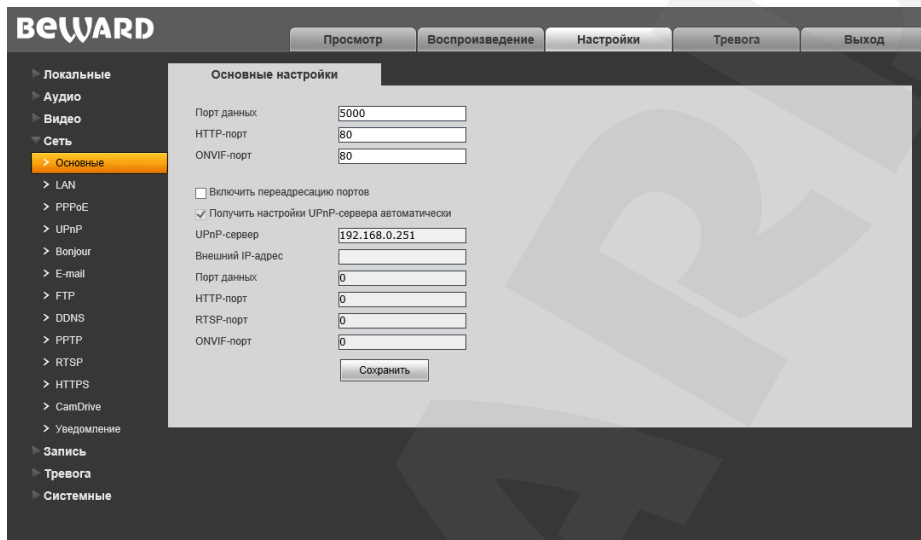 BEWARD
Просмотр
Воспроизведение
Настройки
Тревога
Выход
Локальные
Аудио
Видео
Сеть
Основные
LAN
PPPoE
UPnP
Bonjour
E-mail
FTP
DDNS
PPTP
RTSP
HTTPS
CamDrive
Уведомление
Запись
Тревога
Системные
Основные настройки
Порт данных 5000
HTTP-порт 80
ONVIF-порт 80
Включить переадресацию портов
Получить настройки UPnP-сервера автоматически
UPnP-сервер 192.168.0.251
Внешний IP-адрес
Порт данных 0
HTTP-порт 0
RTSP-порт 0
ONVIF-порт 0
Сохранить